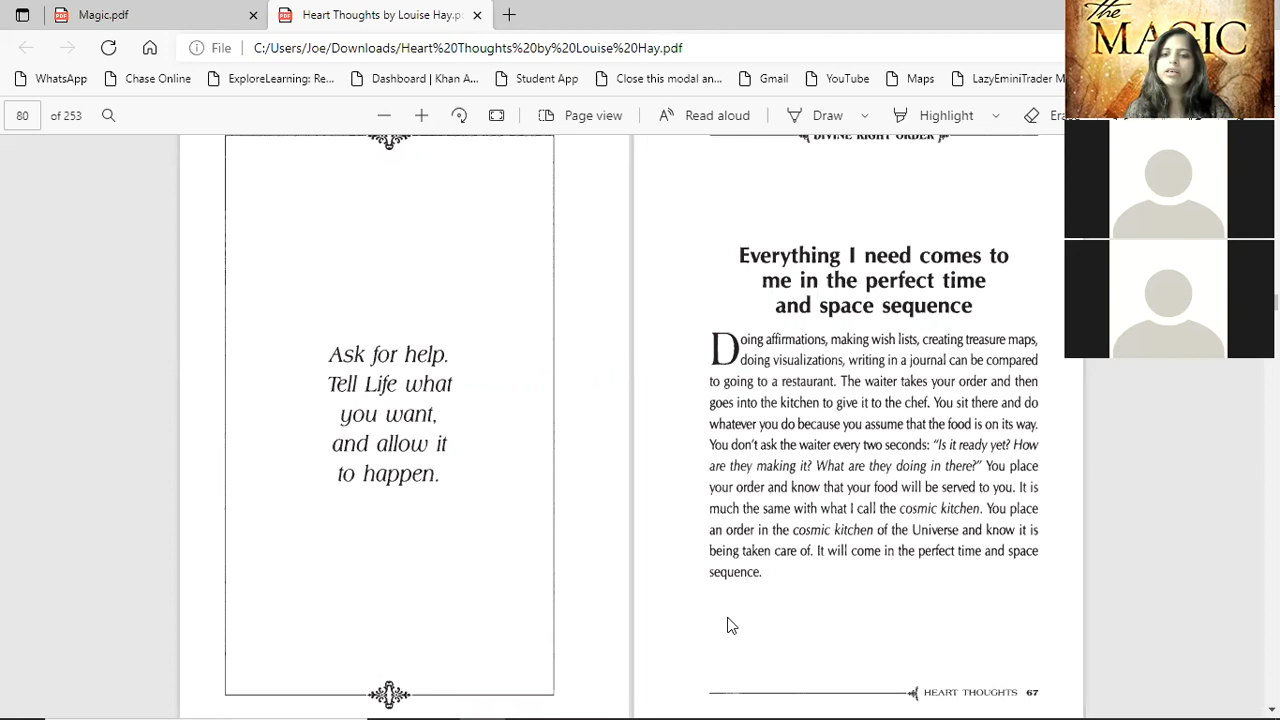 Magic.pdf
Heart Thoughts by Louise Hay.p
File C:/Users/Joe/Downloads/Heart%20Thoughts%20by%20Louise%20Hay.pdf
WhatsApp Chase Online ExploreLearning: Re... Dashboard | Khan A... Student App Close this modal an... Gmail YouTube Maps LazyEminiTrader M
80 of 253 Page view Read aloud Draw Highlight Era
The
MAGIC
Ask for help.
Tell Life what
you want,
and allow it
to happen.
DIVINE RIGHT ORDER
Everything I need comes to
me in the perfect time
and space sequence
Doing affirmations, making wish lists, creating treasure maps,
doing visualizations, writing in a journal can be compared
to going to a restaurant. The waiter takes your order and then
goes into the kitchen to give it to the chef. You sit there and do
whatever you do because you assume that the food is on its way.
You don't ask the waiter every two seconds: “Is it ready yet? How
are they making it? What are they doing in there?” You place
your order and know that your food will be served to you. It is
much the same with what I call the cosmic kitchen. You place
an order in the cosmic kitchen of the Universe and know it is
being taken care of. It will come in the perfect time and space
sequence.
HEART THOUGHTS 67